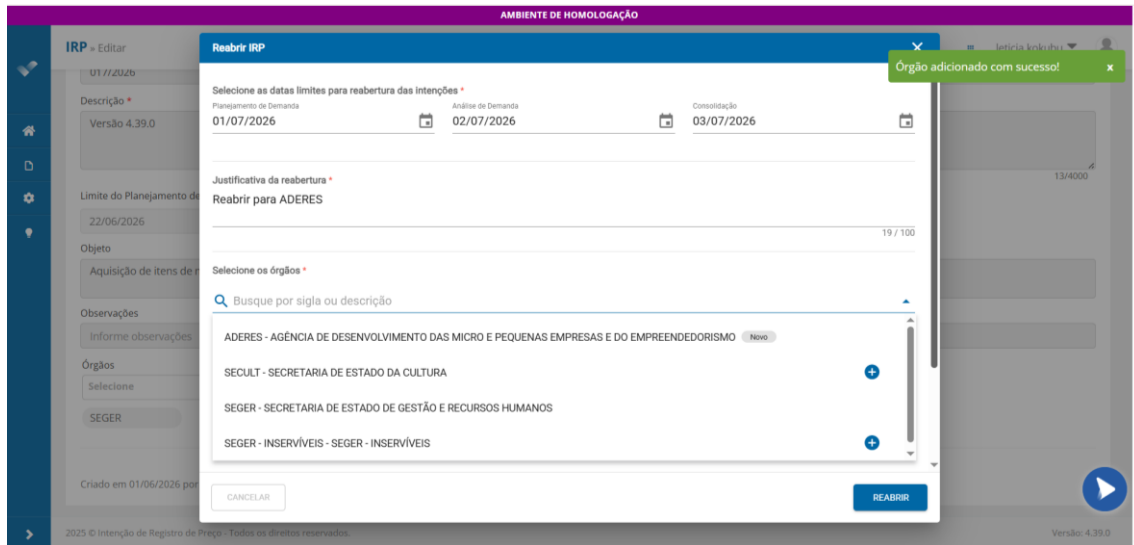 AMBIENTE DE HOMOLOGAÇÃO
IRP » Editar
leticia kokubu
Reabrir IRP
Órgão adicionado com sucesso!
x
017/2026
Descrição *
Versão 4.39.0
13/4000
Limite do Planejamento de
22/06/2026
Objeto
Aquisição de itens de
Observações
Informe observações
Órgãos
Selecione
SEGER
Criado em 01/06/2026 por
Selecione as datas limites para reabertura das intenções *
Planejamento de Demanda
Análise de Demanda
Consolidação
01/07/2026
02/07/2026
03/07/2026
Justificativa da reabertura *
Reabrir para ADERES
19 / 100
Selecione os órgãos *
Busque por sigla ou descrição
ADERES - AGÊNCIA DE DESENVOLVIMENTO DAS MICRO E PEQUENAS EMPRESAS E DO EMPREENDEDORISMO Novo
SECULT - SECRETARIA DE ESTADO DA CULTURA
SEGER - SECRETARIA DE ESTADO DE GESTÃO E RECURSOS HUMANOS
SEGER - INSERVÍVEIS - SEGER - INSERVÍVEIS
CANCELAR
REABRIR
2025 © Intenção de Registro de Preço - Todos os direitos reservados.
Versão: 4.39.0